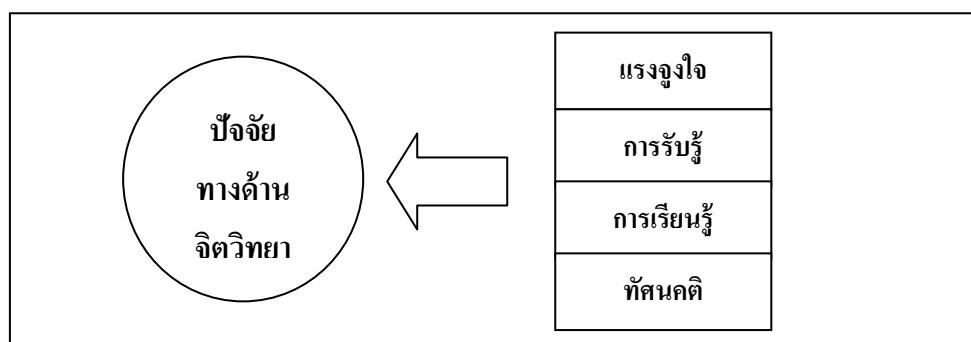 ปัจจัย
ทางด้าน
จิตวิทยา
แรงจูงใจ
การรับรู้
การเรียนรู้
ทัศนคติ